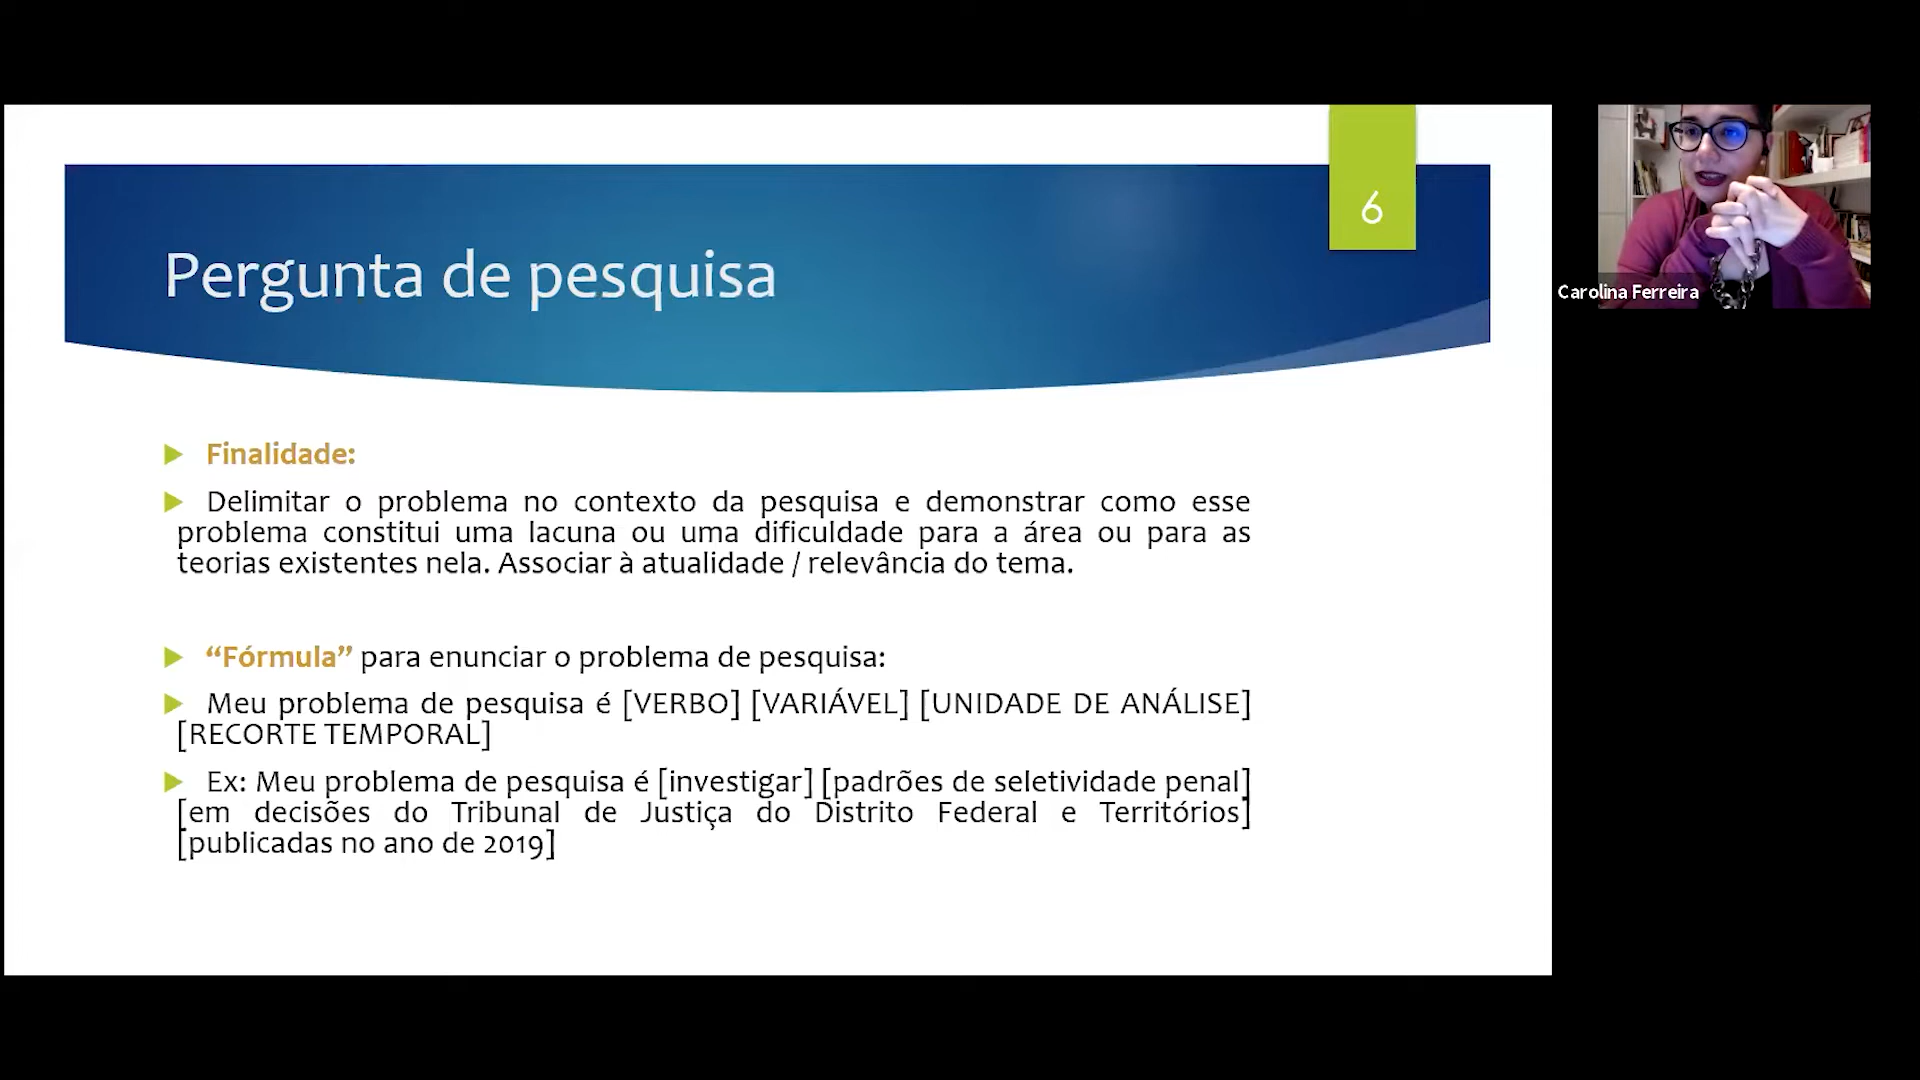 6
Pergunta de pesquisa
Carolina Ferreira
Finalidade:
Delimitar o problema no contexto da pesquisa e demonstrar como esse
problema constitui uma lacuna ou uma dificuldade para a área ou para as
teorias existentes nela. Associar à atualidade / relevância do tema.
“Fórmula” para enunciar o problema de pesquisa:
Meu problema de pesquisa é [VERBO] [VARIÁVEL] [UNIDADE DE ANÁLISE]
[RECORTE TEMPORAL]
Ex: Meu problema de pesquisa é [investigar] [padrões de seletividade penal]
[em decisões do Tribunal de Justiça do Distrito Federal e Territórios]
[publicadas no ano de 2019]